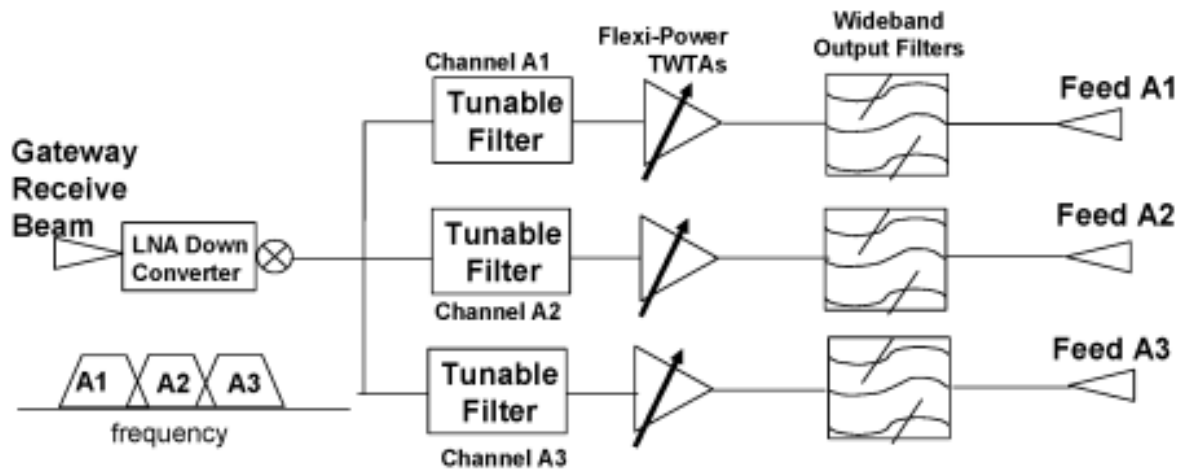 Wideband
Output Filters
Flexi-Power
TWTAs
Channel A1
Tunable
Filter
Feed A1
Gateway
Receive
Beam
LNA Down
Converter
Tunable
Filter
Channel A2
Feed A2
A1 A2 A3
frequency
Tunable
Filter
Channel A3
Feed A3